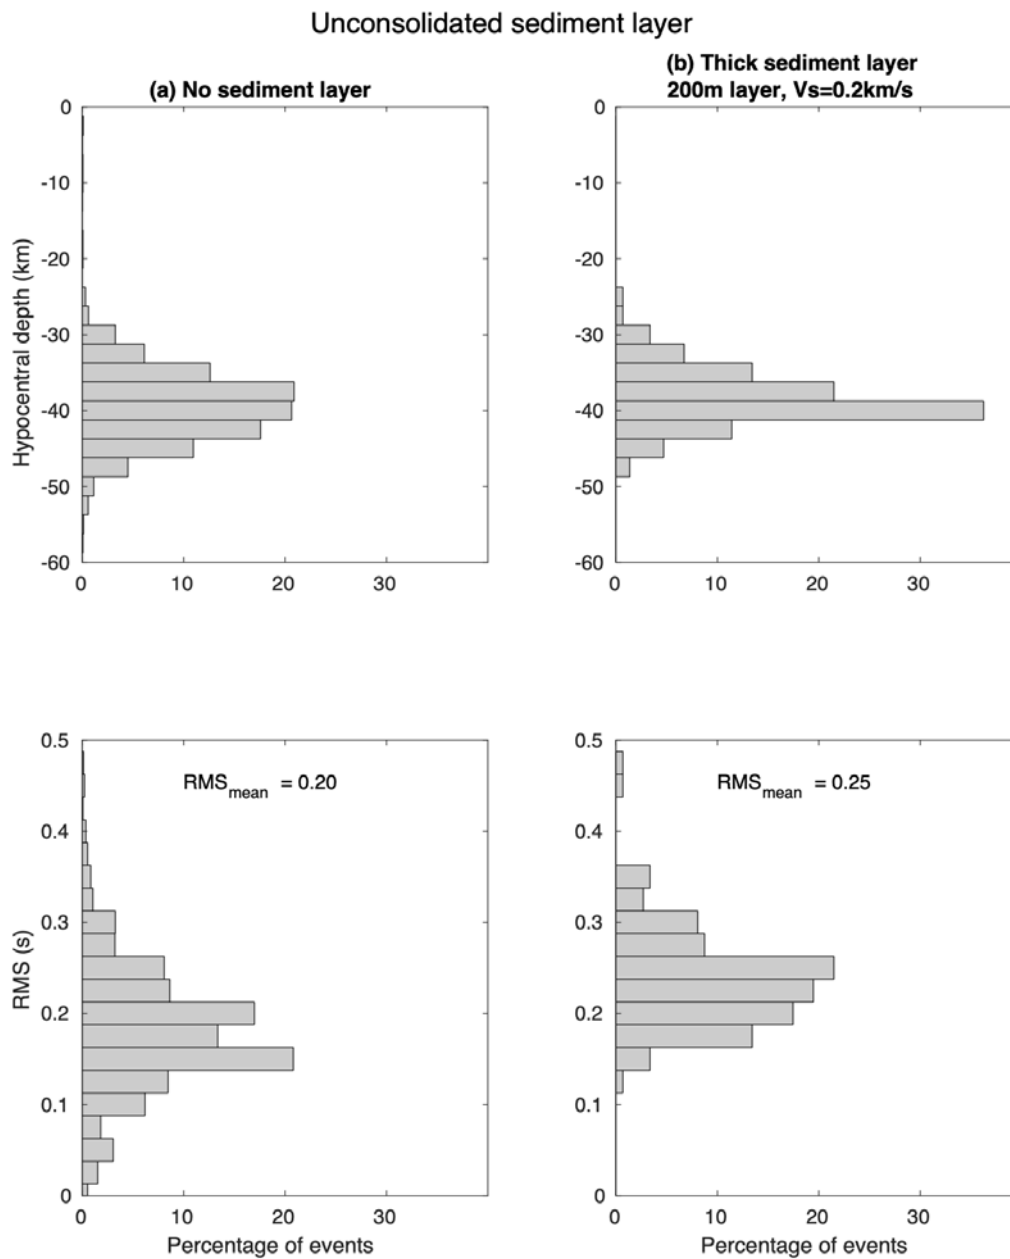 Unconsolidated sediment layer
(a) No sediment layer
(b) Thick sediment layer
200m layer, Vs=0.2km/s
Hypocentral depth (km)
0
-10
-20
-30
-40
-50
-60
0 10 20 30
0
-10
-20
-30
-40
-50
-60
0 10 20 30
RMS (s)
0.5
0.4
0.3
0.2
0.1
0
RMSmean = 0.20
0 10 20 30
Percentage of events
0.5
0.4
0.3
0.2
0.1
0
RMSmean = 0.25
0 10 20 30
Percentage of events